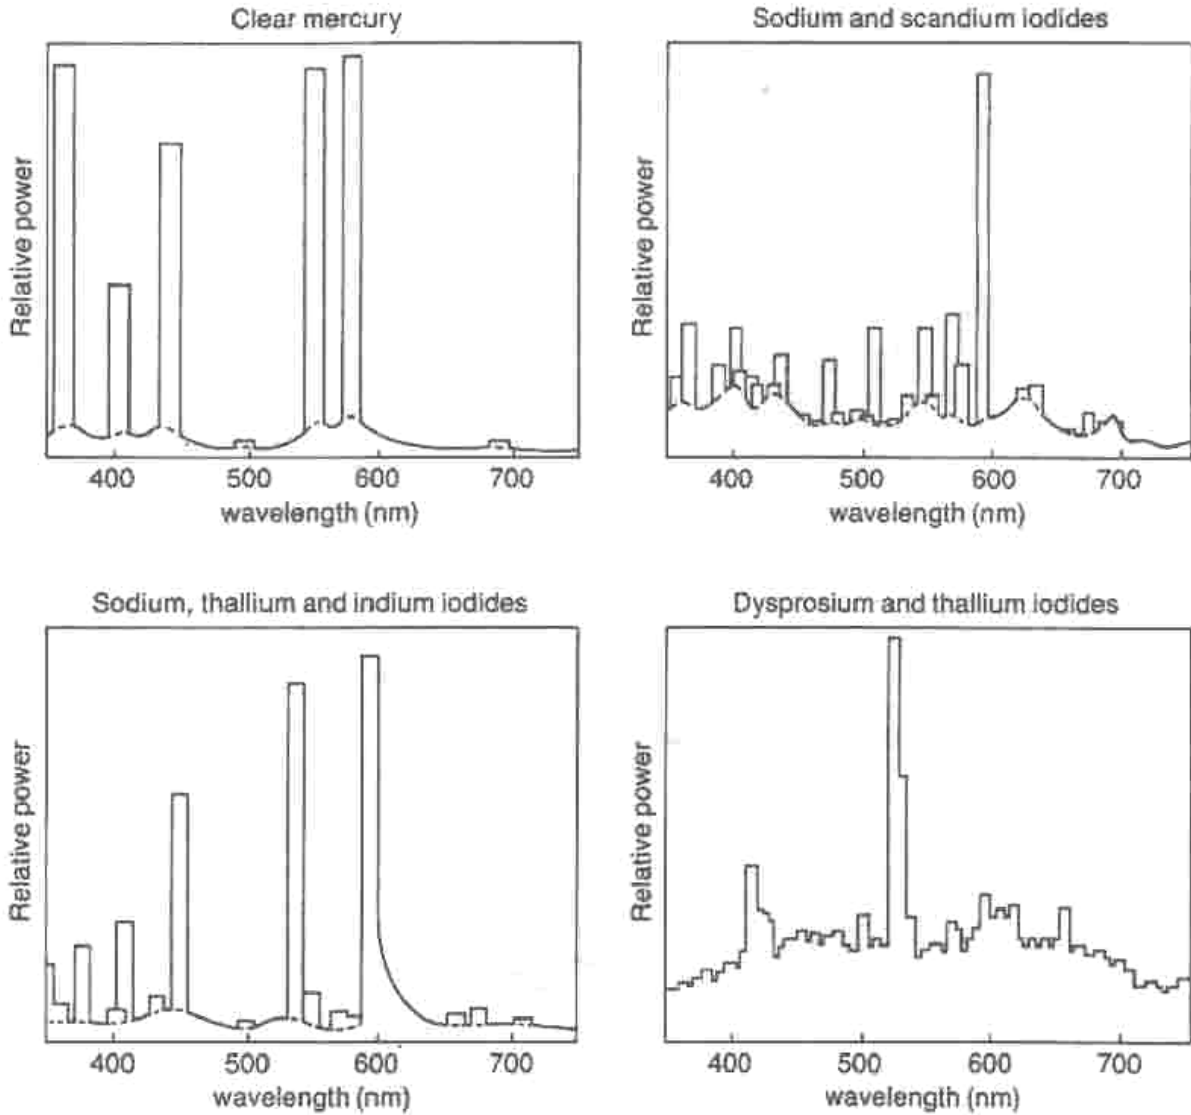 Clear mercury
Relative power
400 500 600 700
wavelength (nm)
Sodium and scandium iodides
Relative power
400 500 600 700
wavelength (nm)
Sodium, thallium and indium iodides
Relative power
400 500 600 700
wavelength (nm)
Dysprosium and thallium iodides
Relative power
400 500 600 700
wavelength (nm)